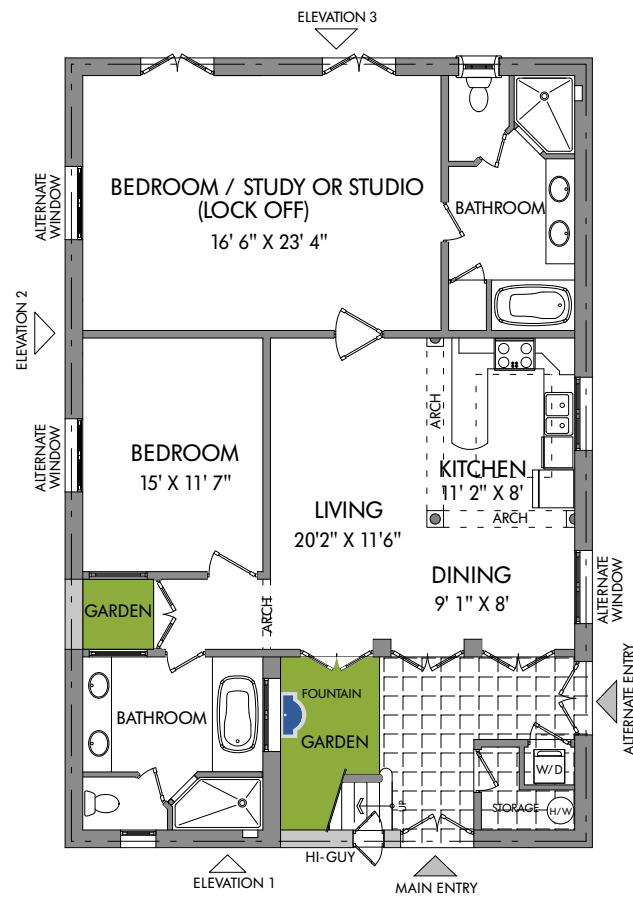 ELEVATION 3
BEDROOM / STUDY OR STUDIO
(LOCK OFF)
16' 6" X 23' 4"
BATHROOM
ALTERNATE
WINDOW
ELEVATION 2
ARCH
BEDROOM
15' X 11' 7"
ALTERNATE
WINDOW
KITCHEN
11' 2" X 8'
ARCH
LIVING
20'2" X 11'6"
DINING
9' 1" X 8'
ALTERNATE
WINDOW
GARDEN
ARCH
BATHROOM
FOUNTAIN
GARDEN
ALTERNATE ENTRY
W/D
UP
STORAGE
H/W
HI-GUY
ELEVATION 1
MAIN ENTRY